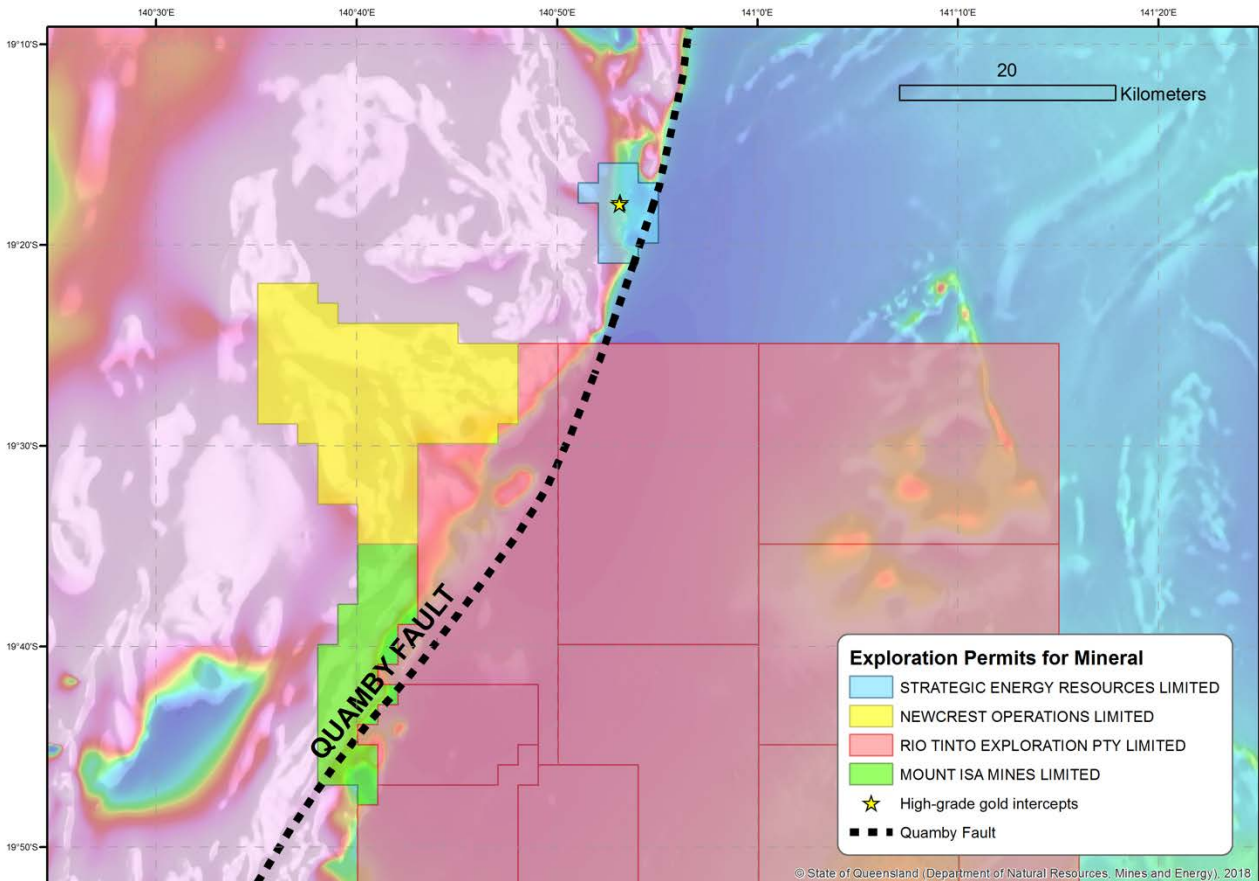 140°30'E 140°40'E 140°50'E 141°0'E 141°10'E 141°20'E
19°10'S
20
Kilometers
19°20'S
19°30'S
19°40'S
19°50'S
QUAMBY FAULT
Exploration Permits for Mineral
STRATEGIC ENERGY RESOURCES LIMITED
NEWCREST OPERATIONS LIMITED
RIO TINTO EXPLORATION PTY LIMITED
MOUNT ISA MINES LIMITED
High-grade gold intercepts
Quamby Fault
© State of Queensland (Department of Natural Resources, Mines and Energy), 2018